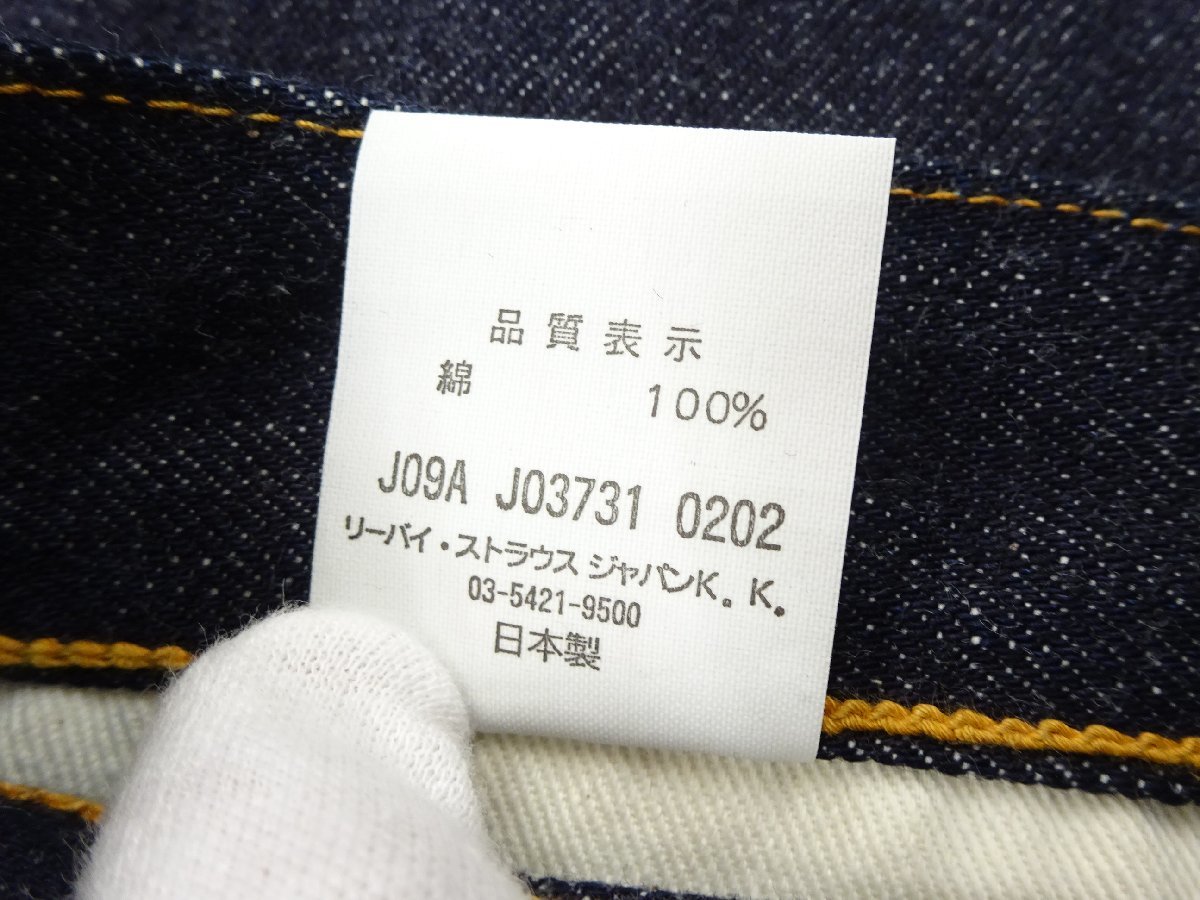 品質表示
綿 100%
J09A J03731 0202
リーバイ・ストラウス ジャパンK.K.
03-5421-9500
日本製